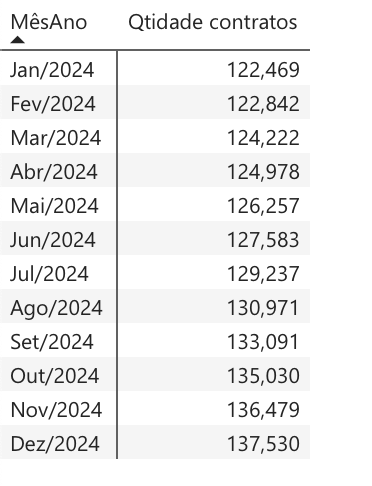 MêsAno Qtidade contratos
Jan/2024 122,469
Fev/2024 122,842
Mar/2024 124,222
Abr/2024 124,978
Mai/2024 126,257
Jun/2024 127,583
Jul/2024 129,237
Ago/2024 130,971
Set/2024 133,091
Out/2024 135,030
Nov/2024 136,479
Dez/2024 137,530